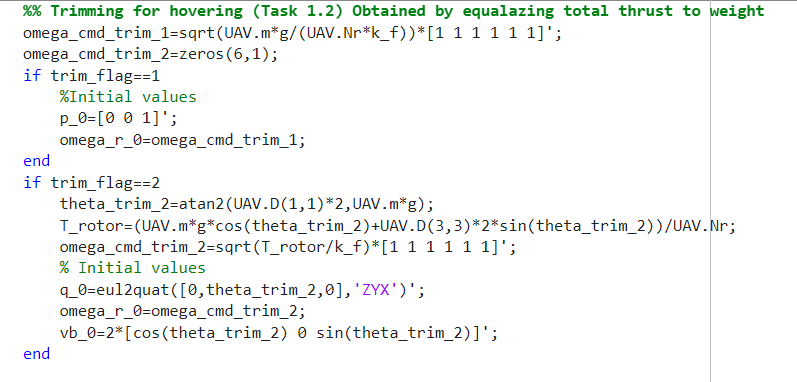 %% Trimming for hovering (Task 1.2) Obtained by equalazing total thrust to weight
omega_cmd_trim_1=sqrt(UAV.m*g/(UAV.Nr*k_f))*[1 1 1 1 1 1]';
omega_cmd_trim_2=zeros(6,1);
if trim_flag==1
    %Initial values
    p_0=[0 0 1]';
    omega_r_0=omega_cmd_trim_1;
end
if trim_flag==2
    theta_trim_2=atan2(UAV.D(1,1)*2,UAV.m*g);
    T_rotor=(UAV.m*g*cos(theta_trim_2)+UAV.D(3,3)*2*sin(theta_trim_2))/UAV.Nr;
    omega_cmd_trim_2=sqrt(T_rotor/k_f)*[1 1 1 1 1 1]';
    % Initial values
    q_0=eul2quat([0,theta_trim_2,0],'ZYX')';
    omega_r_0=omega_cmd_trim_2;
    vb_0=2*[cos(theta_trim_2) 0 sin(theta_trim_2)]';
end